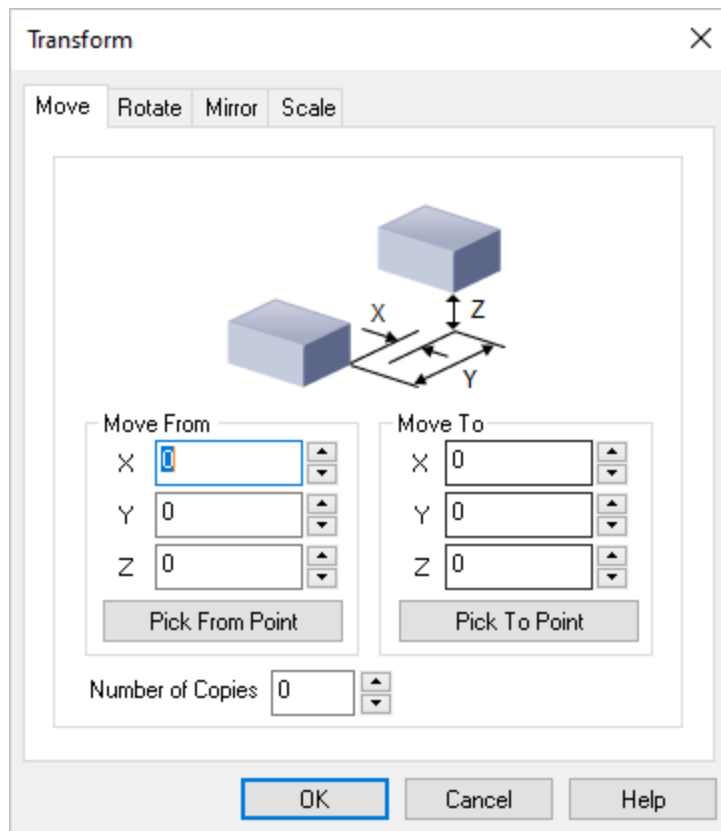 Transform
Move Rotate Mirror Scale
X
Z
Y
Move From
X 0
Y 0
Z 0
Pick From Point
Move To
X 0
Y 0
Z 0
Pick To Point
Number of Copies 0
OK Cancel Help